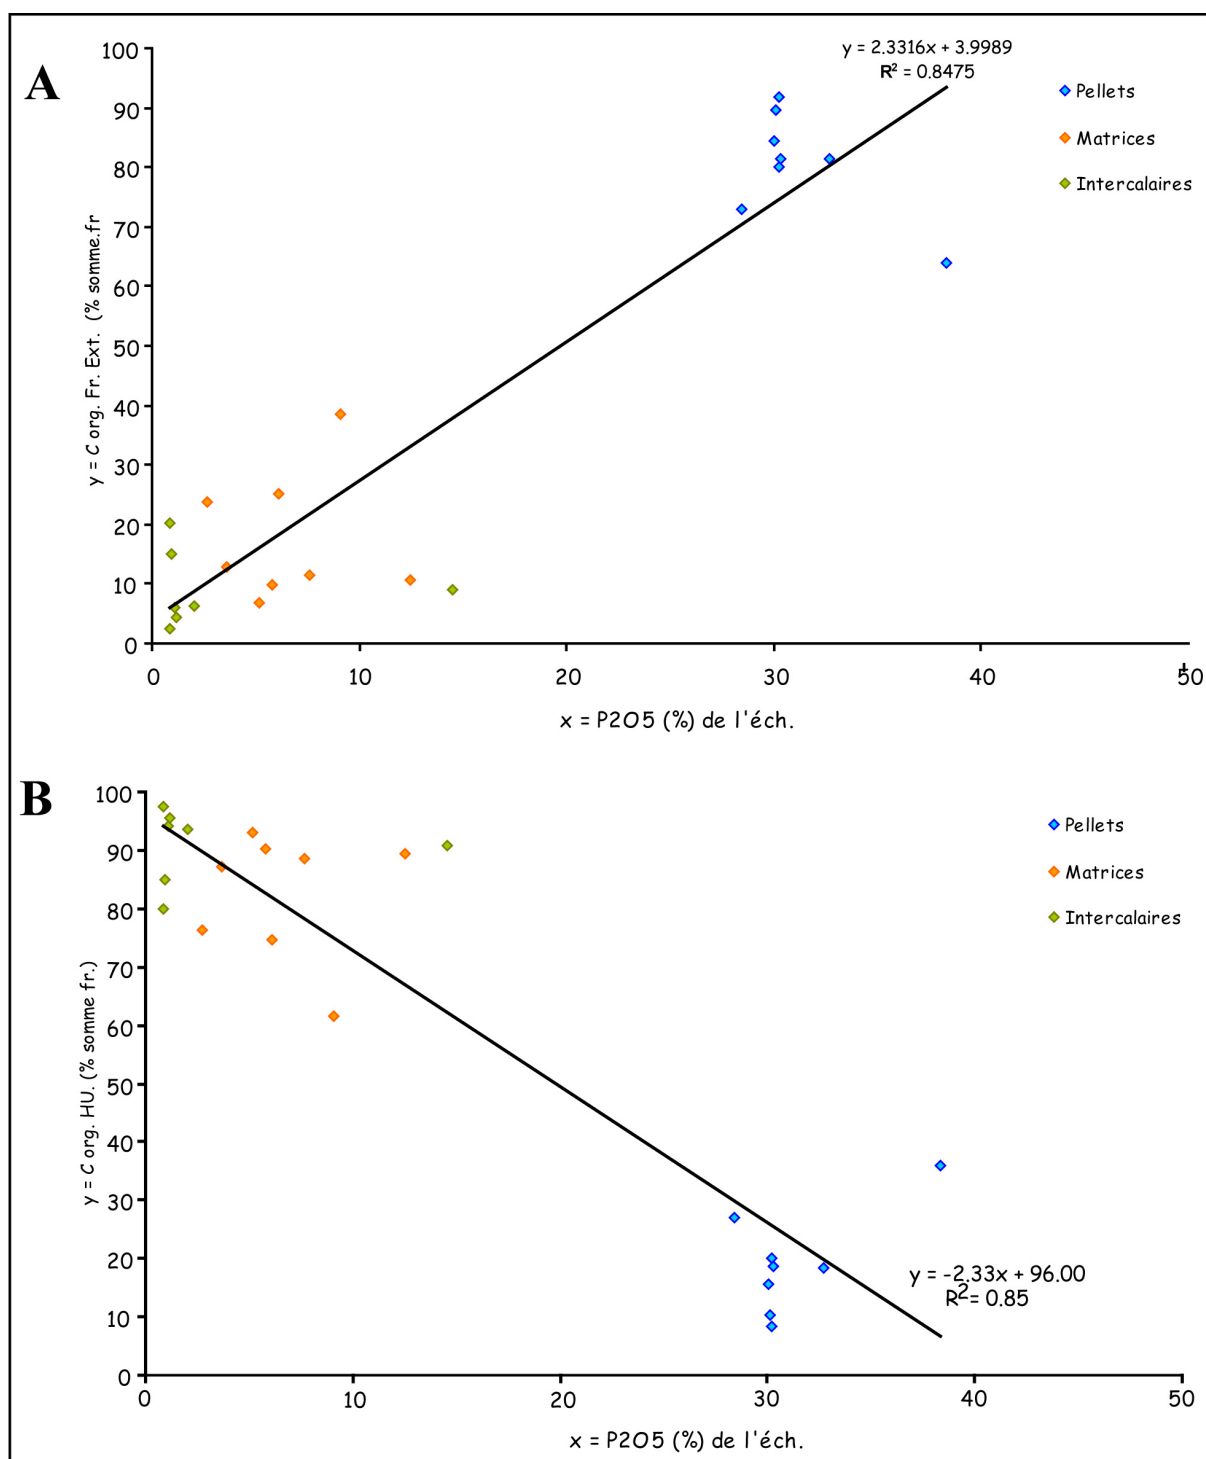 A
y = 2.3316x + 3.9989
R² = 0.8475
Pellets
Matrices
Intercalaires
100
90
80
70
60
50
40
30
20
10
0
y = C org. Fr. Ext. (% somme.fr
0 10 20 30 40 50
x = P2O5 (%) de l'éch.
B
Pellets
Matrices
Intercalaires
100
90
80
70
60
50
40
30
20
10
0
y = C org. HU. (% somme fr.)
y = -2.33x + 96.00
R2= 0.85
0 10 20 30 40 50
x = P2O5 (%) de l'éch.